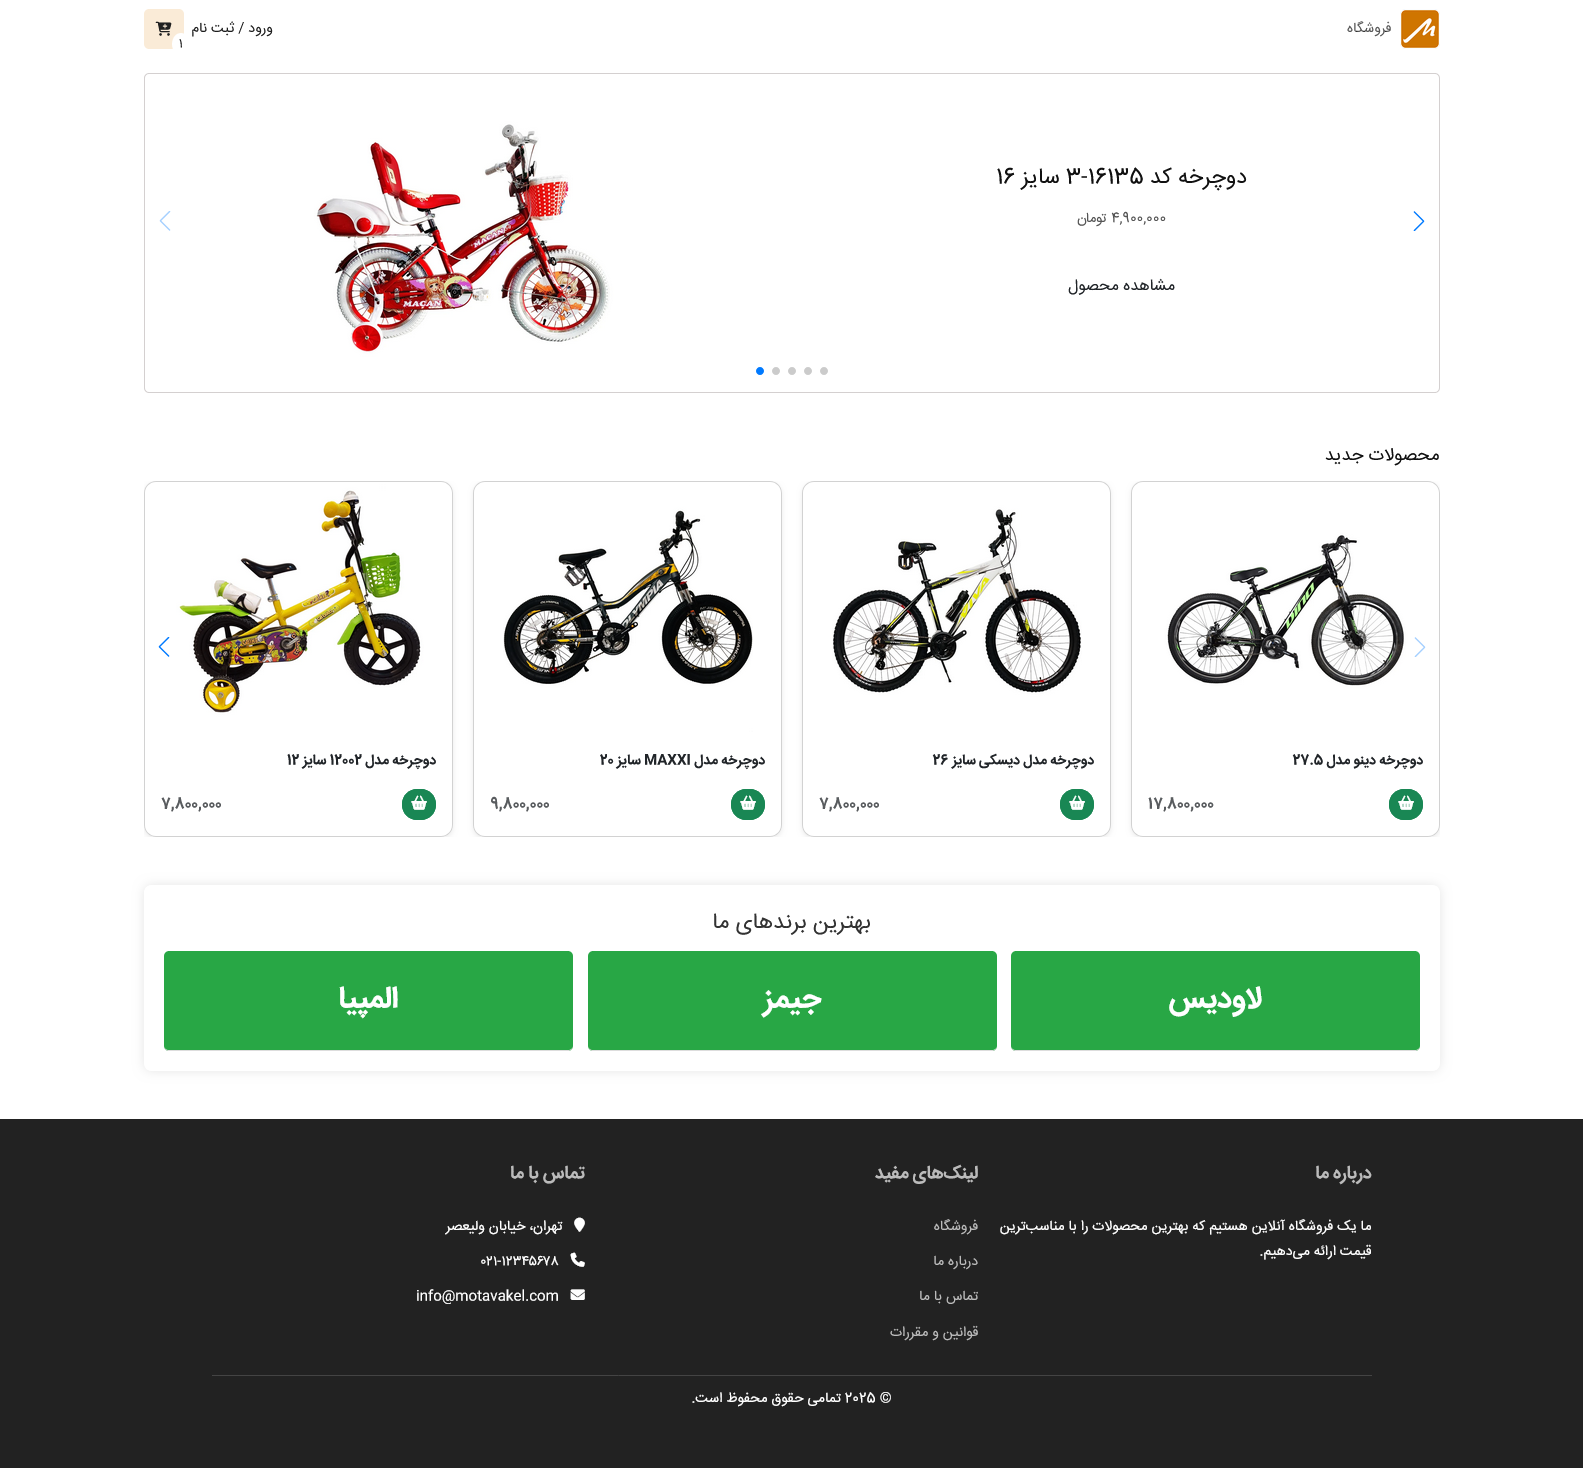 فروشگاه
ورود / ثبت نام
۱
دوچرخه کد ۱۶۱۳۵-۳ سایز ۱۶
۴,۹۰۰,۰۰۰ تومان
مشاهده محصول
MACAN
MACAN
محصولات جدید
DINO
OLYMPIA
دوچرخه دینو مدل ۲۷.۵
۱۷,۸۰۰,۰۰۰
دوچرخه مدل دیسکی سایز ۲۶
۷,۸۰۰,۰۰۰
دوچرخه مدل MAXXI سایز ۲۰
۹,۸۰۰,۰۰۰
دوچرخه مدل ۱۲۰۰۲ سایز ۱۲
۷,۸۰۰,۰۰۰
بهترین برندهای ما
لاودیس
جیمز
المپیا
درباره ما
ما یک فروشگاه آنلاین هستیم که بهترین محصولات را با مناسب‌ترین
قیمت ارائه می‌دهیم.
لینک‌های مفید
فروشگاه
درباره ما
تماس با ما
قوانین و مقررات
تماس با ما
تهران، خیابان ولیعصر
۰۲۱-۱۲۳۴۵۶۷۸
info@motavakel.com
© ۲۰۲۵ تمامی حقوق محفوظ است.